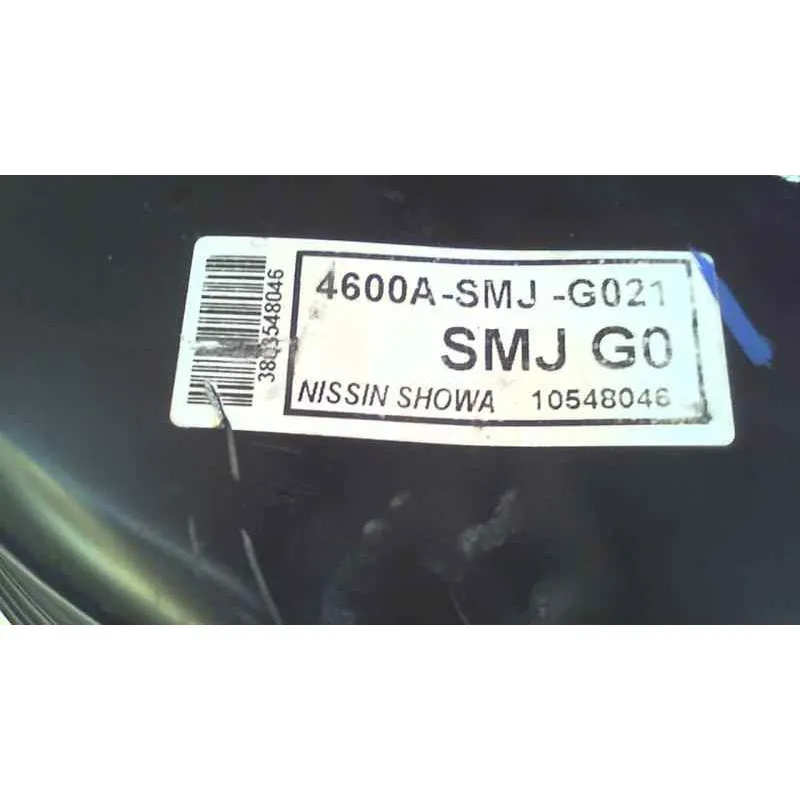 4600A-SMJ -G021
SMJ G0
NISSIN SHOWA 10548046
3803548046